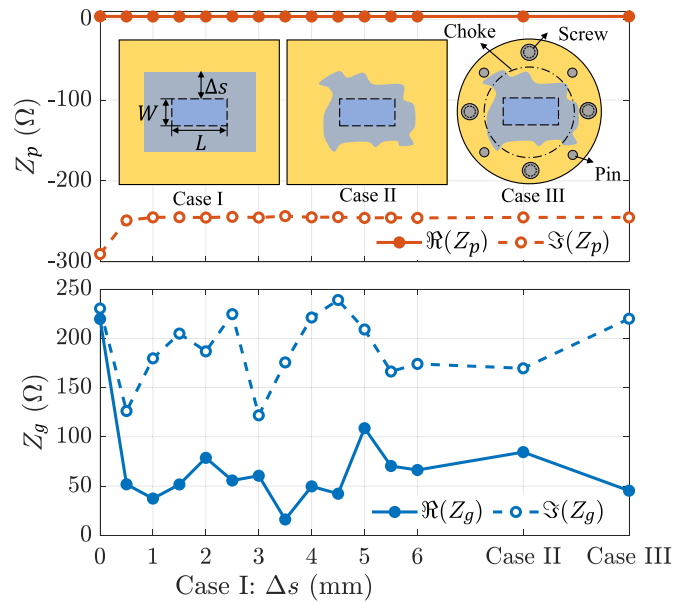 0
-100
-200
-300
Z_p (Ω)
Choke
Screw
Δs
W
L
Pin
Case I
Case II
Case III
ℜ(Z_p)
ℑ(Z_p)
250
200
150
100
50
0
Z_g (Ω)
ℜ(Z_g)
ℑ(Z_g)
0 1 2 3 4 5 6 Case II Case III
Case I: Δs (mm)